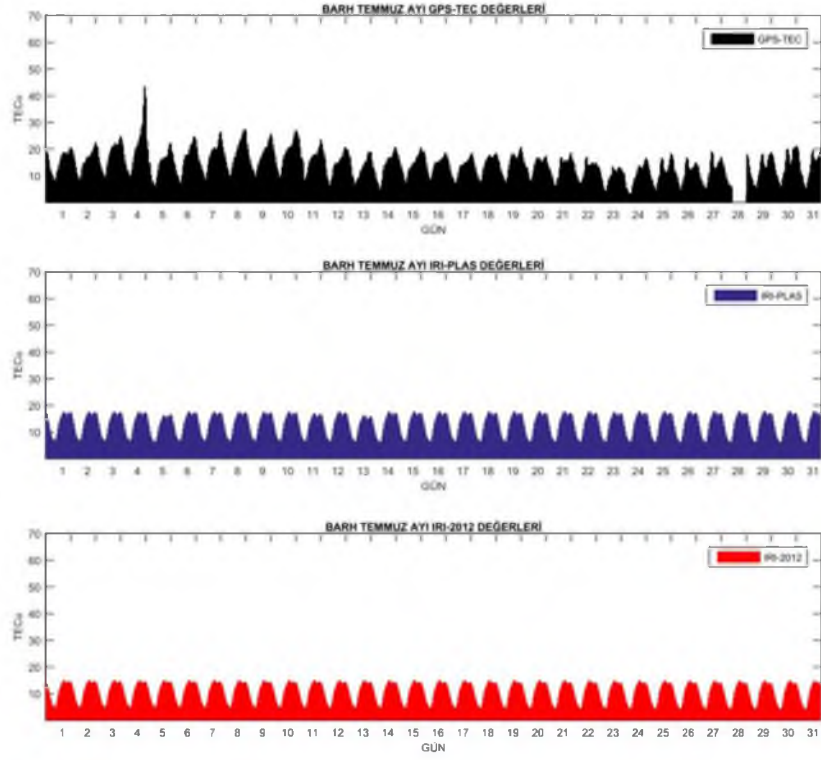 BARH TEMMUZ AYI GPS-TEC DEĞERLERİ
GPS-TEC
70
60
50
40
30
20
10
TECu
1 2 3 4 5 6 7 8 9 10 11 12 13 14 15 16 17 18 19 20 21 22 23 24 25 26 27 28 29 30 31
GÜN
BARH TEMMUZ AYI IRI-PLAS DEĞERLERİ
IRI-PLAS
70
60
50
40
30
20
10
TECu
1 2 3 4 5 6 7 8 9 10 11 12 13 14 15 16 17 18 19 20 21 22 23 24 25 26 27 28 29 30 31
GÜN
BARH TEMMUZ AYI IRI-2012 DEĞERLERİ
IRI-2012
70
60
50
40
30
20
10
TECu
1 2 3 4 5 6 7 8 9 10 11 12 13 14 15 16 17 18 19 20 21 22 23 24 25 26 27 28 29 30 31
GÜN